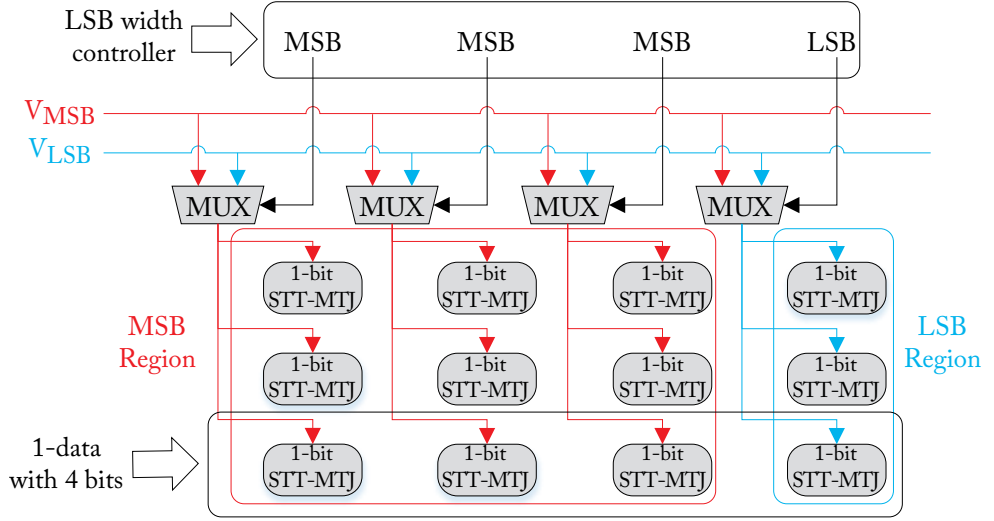 LSB width
controller
MSB MSB MSB LSB
VMSB
VLSB
MUX MUX MUX MUX
1-bit 1-bit 1-bit 1-bit
STT-MTJ STT-MTJ STT-MTJ STT-MTJ
MSB
Region
LSB
Region
1-bit 1-bit 1-bit 1-bit
STT-MTJ STT-MTJ STT-MTJ STT-MTJ
1-data
with 4 bits
1-bit 1-bit 1-bit 1-bit
STT-MTJ STT-MTJ STT-MTJ STT-MTJ